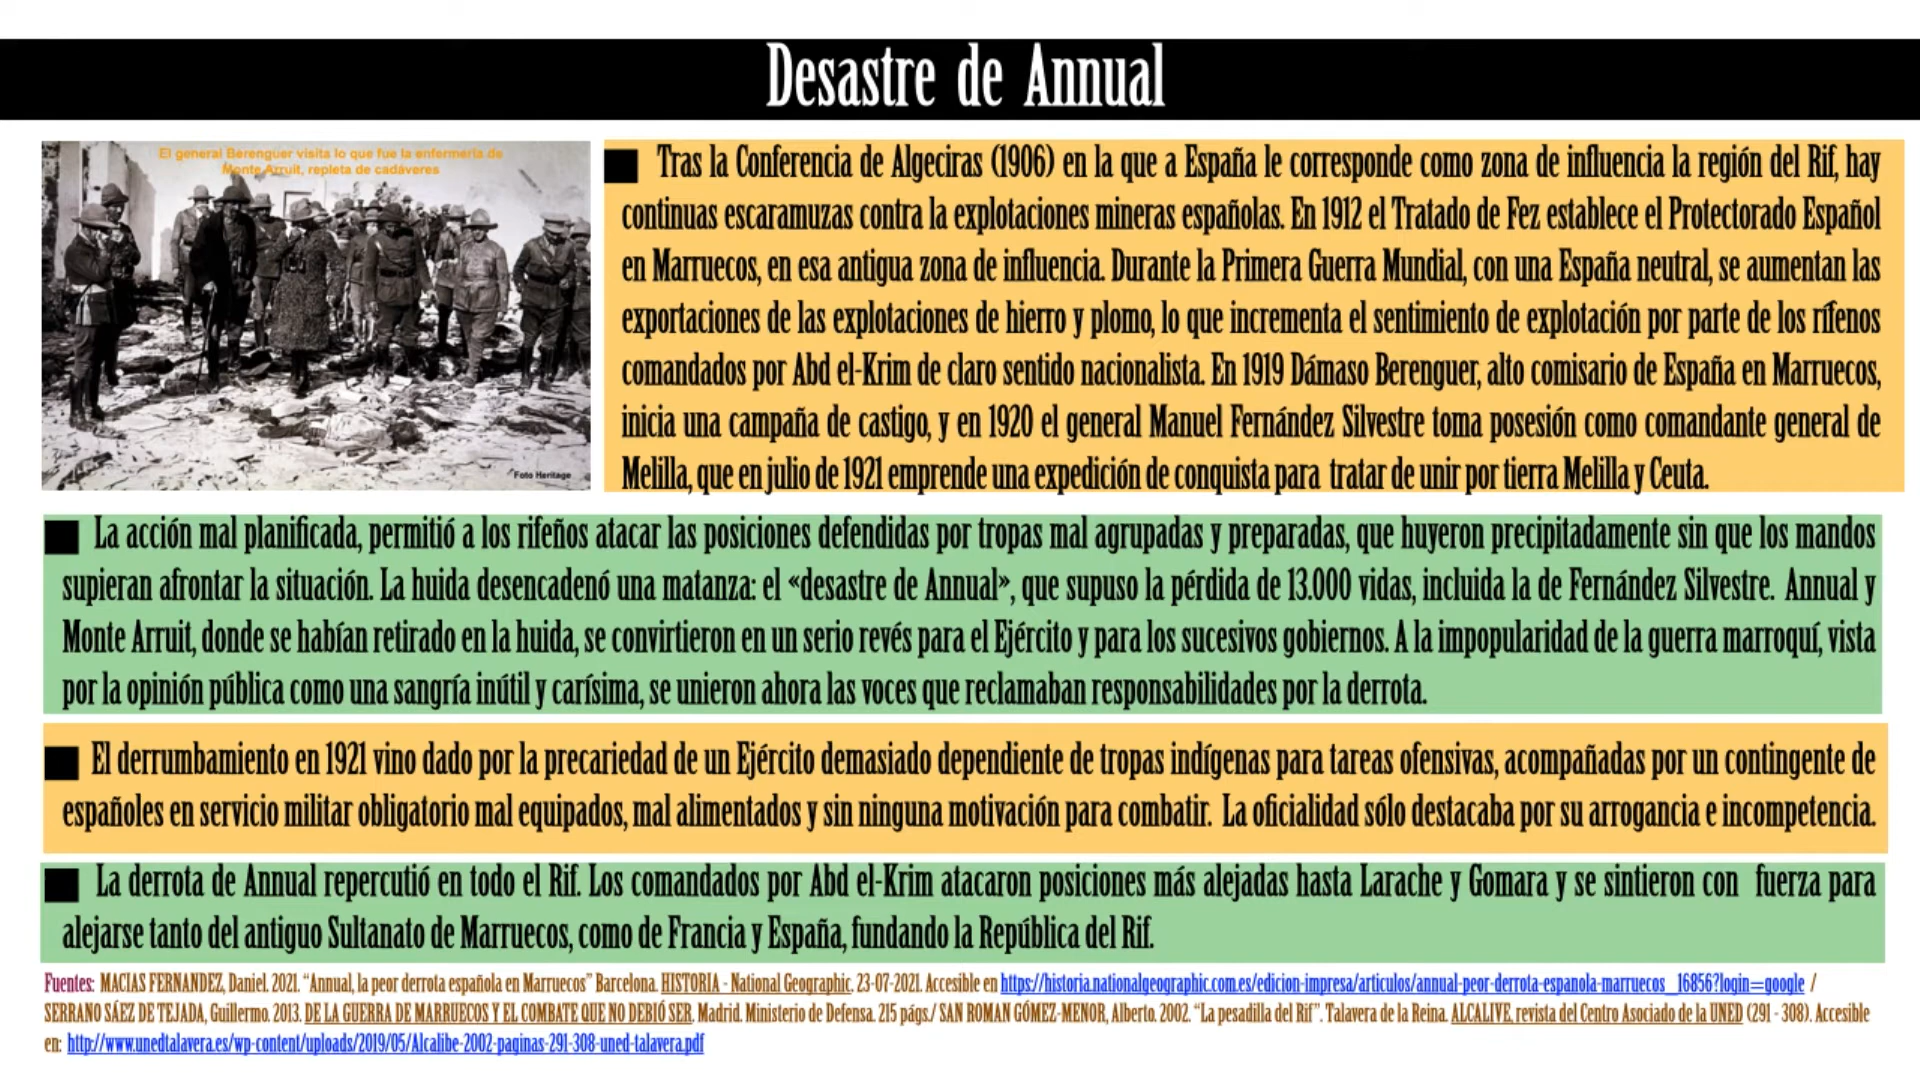 Desastre de Annual
El general Berenguer visita lo que fue la enfermería de
Monte Arruit, repleta de cadáveres
Foto Heritage
Tras la Conferencia de Algeciras (1906) en la que a España le corresponde como zona de influencia la región del Rif, hay
continuas escaramuzas contra la explotaciones mineras españolas. En 1912 el Tratado de Fez establece el Protectorado Español
en Marruecos, en esa antigua zona de influencia. Durante la Primera Guerra Mundial, con una España neutral, se aumentan las
exportaciones de las explotaciones de hierro y plomo, lo que incrementa el sentimiento de explotación por parte de los rífenos
comandados por Abd el-Krim de claro sentido nacionalista. En 1919 Dámaso Berenguer, alto comisario de España en Marruecos,
inicia una campaña de castigo, y en 1920 el general Manuel Fernández Silvestre toma posesión como comandante general de
Melilla, que en julio de 1921 emprende una expedición de conquista para tratar de unir por tierra Melilla y Ceuta.
La acción mal planificada, permitió a los rifeños atacar las posiciones defendidas por tropas mal agrupadas y preparadas, que huyeron precipitadamente sin que los mandos
supieran afrontar la situación. La huida desencadenó una matanza: el «desastre de Annual», que supuso la pérdida de 13.000 vidas, incluida la de Fernández Silvestre. Annual y
Monte Arruit, donde se habían retirado en la huida, se convirtieron en un serio revés para el Ejército y para los sucesivos gobiernos. A la impopularidad de la guerra marroquí, vista
por la opinión pública como una sangría inútil y carísima, se unieron ahora las voces que reclamaban responsabilidades por la derrota.
El derrumbamiento en 1921 vino dado por la precariedad de un Ejército demasiado dependiente de tropas indígenas para tareas ofensivas, acompañadas por un contingente de
españoles en servicio militar obligatorio mal equipados, mal alimentados y sin ninguna motivación para combatir. La oficialidad sólo destacaba por su arrogancia e incompetencia.
La derrota de Annual repercutió en todo el Rif. Los comandados por Abd el-Krim atacaron posiciones más alejadas hasta Larache y Gomara y se sintieron con fuerza para
alejarse tanto del antiguo Sultanato de Marruecos, como de Francia y España, fundando la República del Rif.
Fuentes: MACIAS FERNANDEZ, Daniel. 2021. “Annual, la peor derrota española en Marruecos” Barcelona. HISTORIA - National Geographic. 23-07-2021. Accesible en https://historia.nationalgeographic.com.es/edicion-impresa/articulos/annual-peor-derrota-espanola-marruecos_16856?login=google /
SERRANO SÁEZ DE TEJADA, Guillermo. 2013. DE LA GUERRA DE MARRUECOS Y EL COMBATE QUE NO DEBIÓ SER. Madrid. Ministerio de Defensa. 215 págs./ SAN ROMAN GÓMEZ-MENOR, Alberto. 2002. “La pesadilla del Rif”. Talavera de la Reina. ALCALIVE, revista del Centro Asociado de la UNED (291 - 308). Accesible
en: http://www.unedtalavera.es/wp-content/uploads/2019/05/Alcalibe-2002-paginas-291-308-uned-talavera.pdf